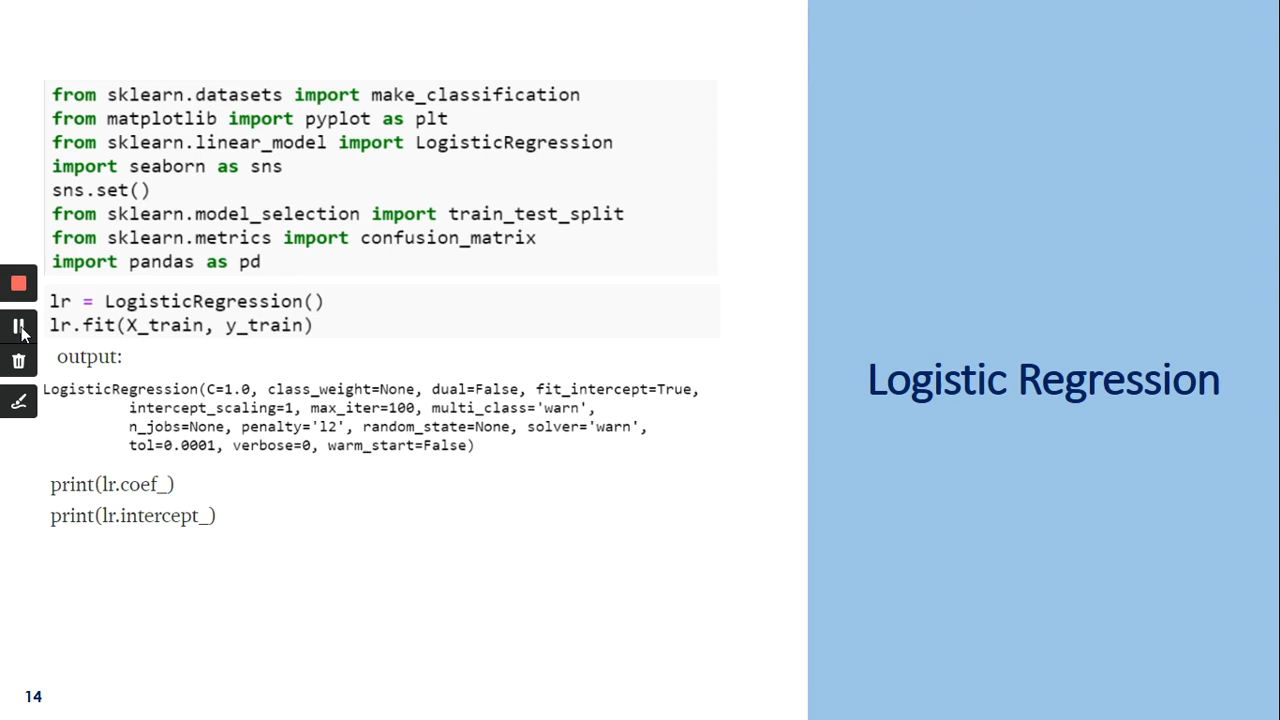 from sklearn.datasets import make_classification
from matplotlib import pyplot as plt
from sklearn.linear_model import LogisticRegression
import seaborn as sns
sns.set()
from sklearn.model_selection import train_test_split
from sklearn.metrics import confusion_matrix
import pandas as pd
lr = LogisticRegression()
lr.fit(X_train, y_train)
output:
LogisticRegression(C=1.0, class_weight=None, dual=False, fit_intercept=True,
intercept_scaling=1, max_iter=100, multi_class='warn',
n_jobs=None, penalty='l2', random_state=None, solver='warn',
tol=0.0001, verbose=0, warm_start=False)
print(lr.coef_)
print(lr.intercept_)
Logistic Regression
14